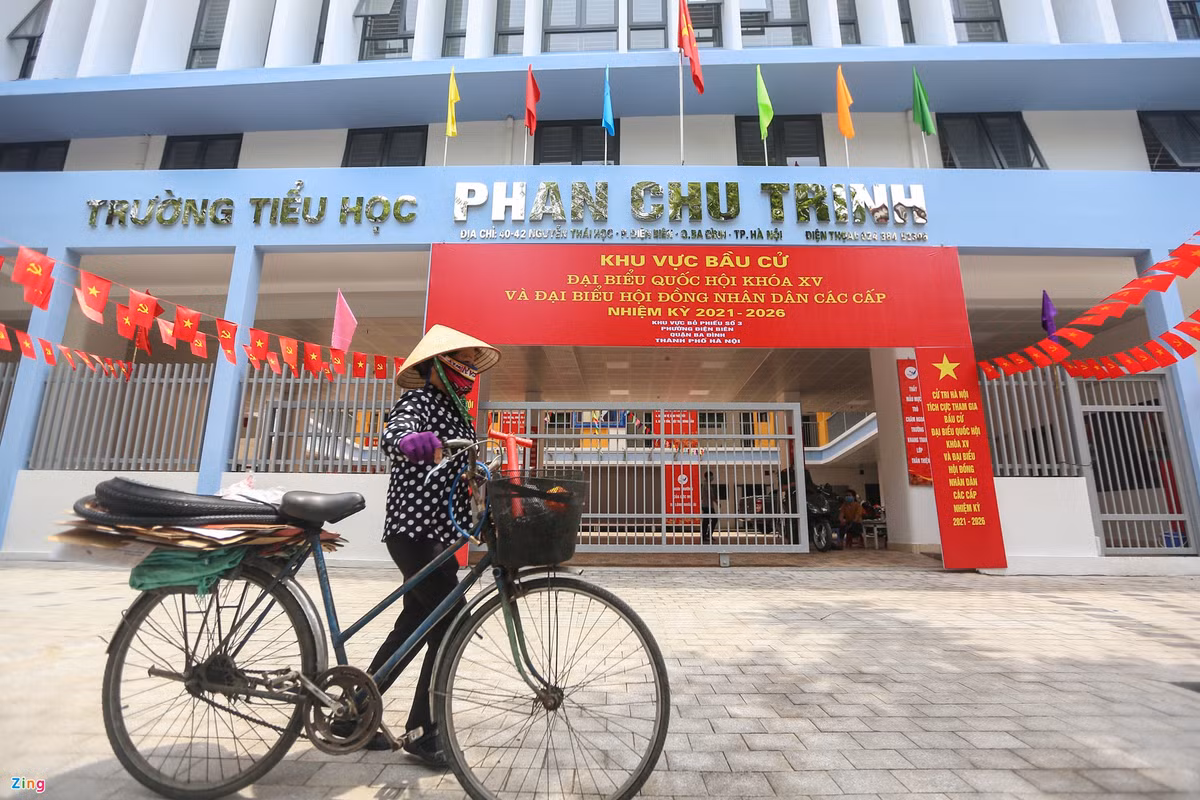 TRƯỜNG TIỂU HỌC PHAN CHU TRINH
ĐỊA CHỈ: 40-42 NGUYỄN THÁI HỌC - P. ĐIỆN BIÊN - Q.BA ĐÌNH - TP. HÀ NỘI ĐIỆN THOẠI: 024 384
KHU VỰC BẦU CỬ
ĐẠI BIỂU QUỐC HỘI KHÓA XV
VÀ ĐẠI BIỂU HỘI ĐỒNG NHÂN DÂN CÁC CẤP
NHIỆM KỲ 2021 - 2026
KHU VỰC BỎ PHIẾU SỐ 3
PHƯỜNG ĐIỆN BIÊN
QUẬN BA ĐÌNH
THÀNH PHỐ HÀ NỘI
CỬ TRI HÀ NỘI
TÍCH CỰC THAM GIA
BẦU CỬ
ĐẠI BIỂU QUỐC HỘI
KHÓA XV
VÀ ĐẠI BIỂU
HỘI ĐỒNG
NHÂN DÂN
CÁC CẤP
NHIỆM KỲ
2021 - 2026
Zing